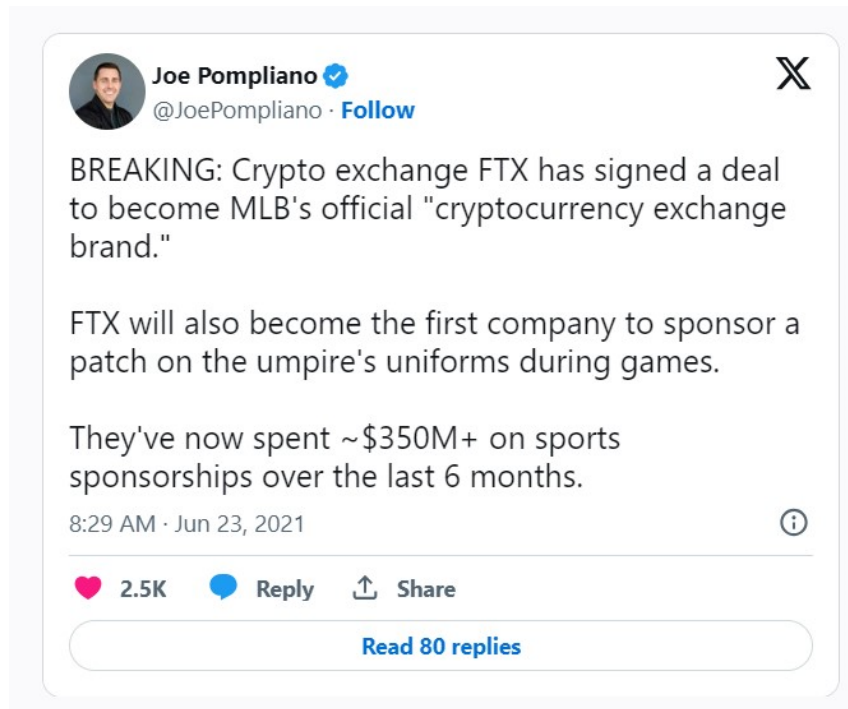 Joe Pompliano
@JoePompliano · Follow
BREAKING: Crypto exchange FTX has signed a deal
to become MLB's official "cryptocurrency exchange
brand."
FTX will also become the first company to sponsor a
patch on the umpire's uniforms during games.
They've now spent ~$350M+ on sports
sponsorships over the last 6 months.
8:29 AM · Jun 23, 2021
2.5K Reply Share
Read 80 replies